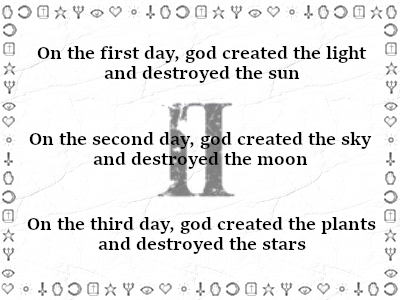 On the first day, god created the light
and destroyed the sun
On the second day, god created the sky
and destroyed the moon
On the third day, god created the plants
and destroyed the stars